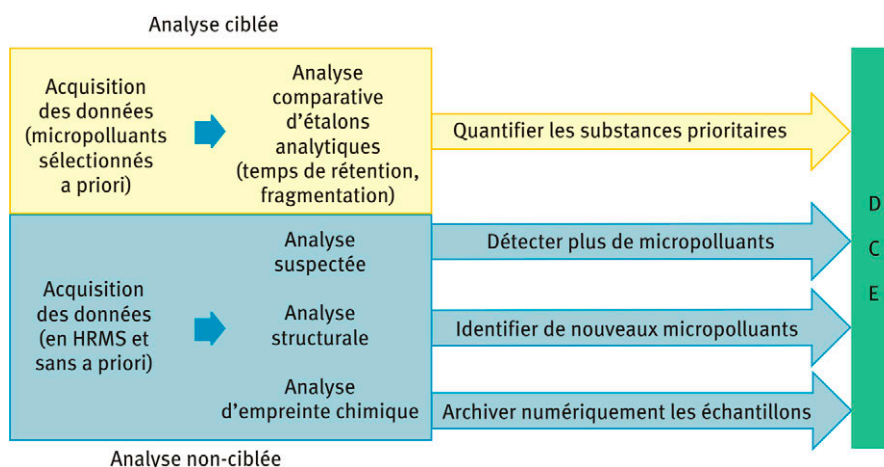 Analyse ciblée
Acquisition
des données
(micropolluants
sélectionnés
a priori)
Analyse
comparative
d'étalons
analytiques
(temps de rétention,
fragmentation)
Quantifier les substances prioritaires
Acquisition
des données
(en HRMS et
sans a priori)
Analyse
suspectée
Détecter plus de micropolluants
Analyse
structurale
Identifier de nouveaux micropolluants
Analyse
d'empreinte chimique
Archiver numériquement les échantillons
D
C
E
Analyse non-ciblée